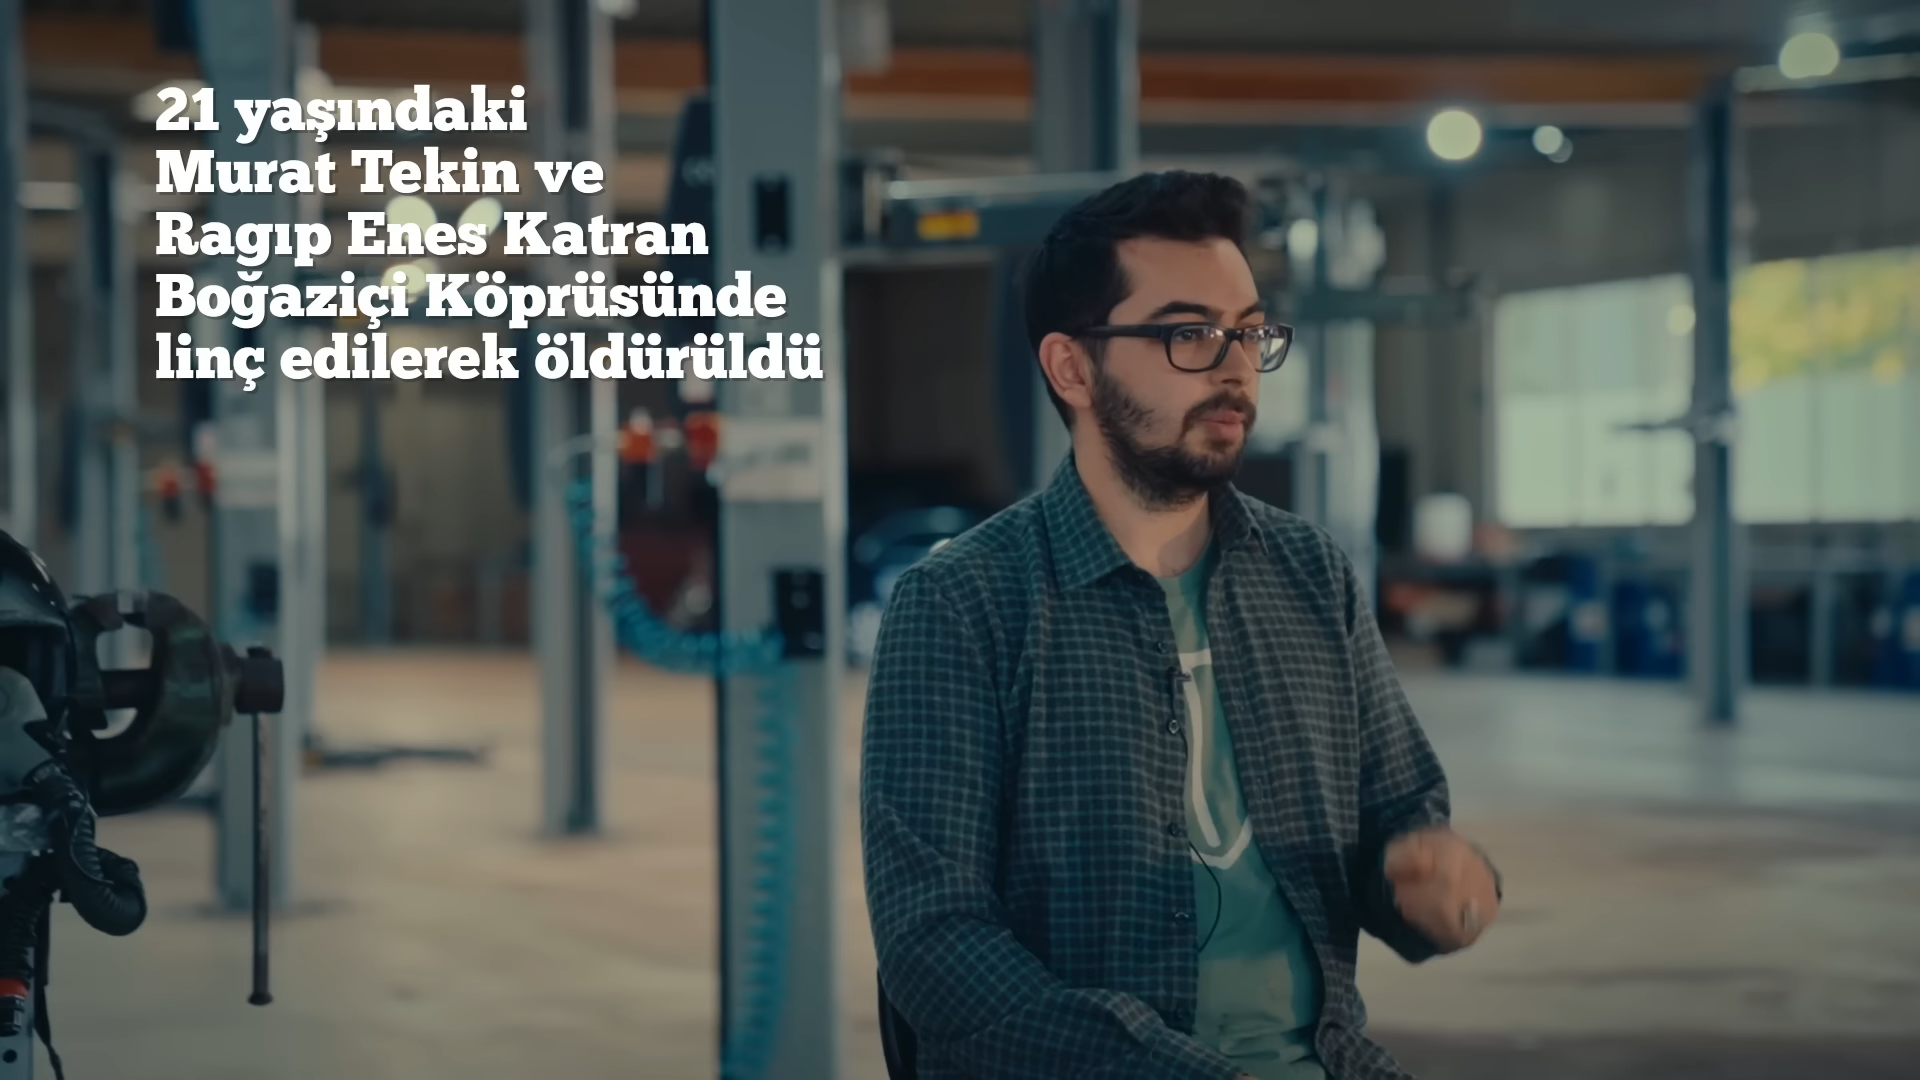 21 yaşındaki
Murat Tekin ve
Ragıp Enes Katran
Boğaziçi Köprüsünde
linç edilerek öldürüldü